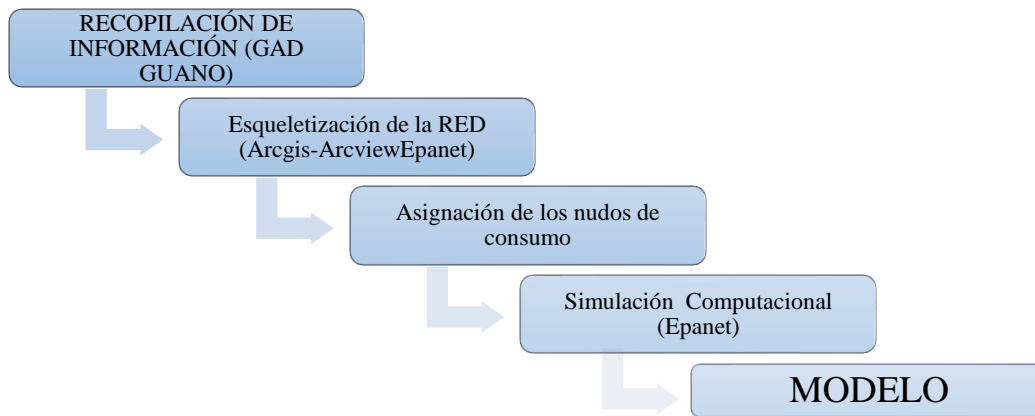 RECOPILACIÓN DE
INFORMACIÓN (GAD
GUANO)
Esqueletización de la RED
(Arcgis-ArcviewEpanet)
Asignación de los nudos de
consumo
Simulación Computacional
(Epanet)
MODELO